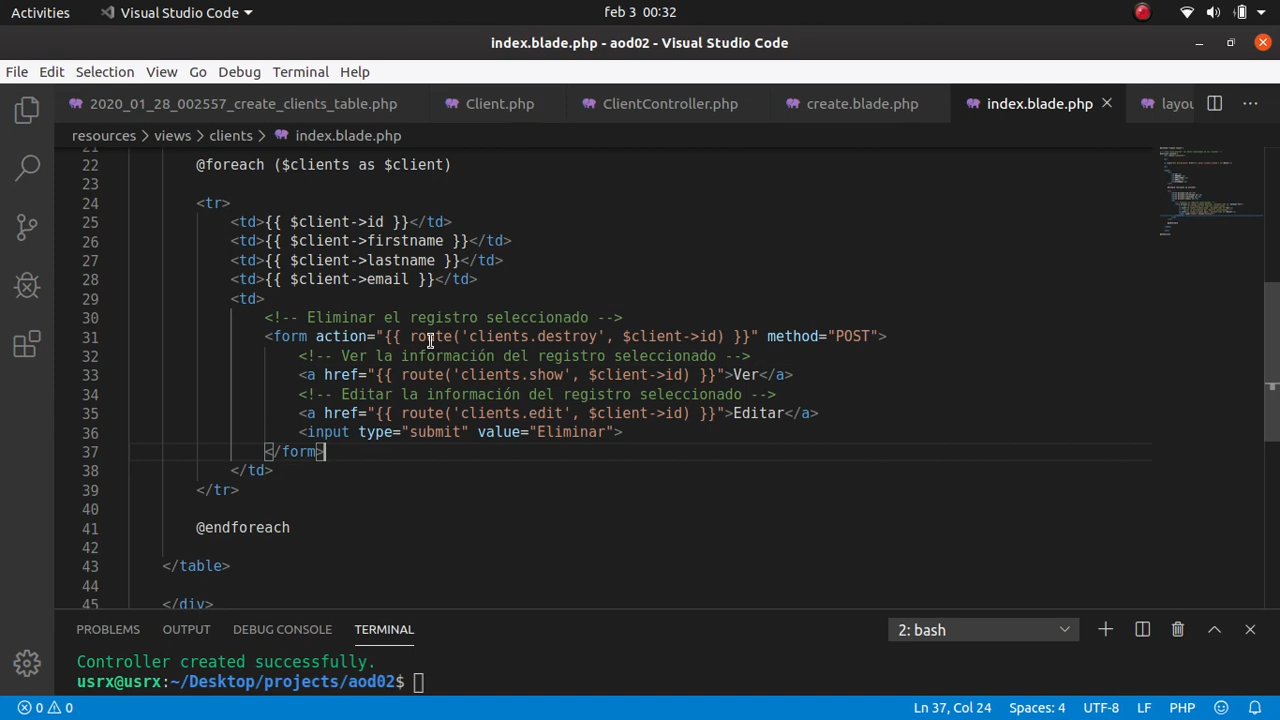 Activities Visual Studio Code feb 3 00:32
index.blade.php - aod02 - Visual Studio Code
File Edit Selection View Go Debug Terminal Help
2020_01_28_002557_create_clients_table.php Client.php ClientController.php create.blade.php index.blade.php layou
resources > views > clients > index.blade.php
21
22 @foreach ($clients as $client)
23
24 <tr>
25 <td>{{ $client->id }}</td>
26 <td>{{ $client->firstname }}</td>
27 <td>{{ $client->lastname }}</td>
28 <td>{{ $client->email }}</td>
29 <td>
30 <!-- Eliminar el registro seleccionado -->
31 <form action="{{ route('clients.destroy', $client->id) }}" method="POST">
32 <!-- Ver la información del registro seleccionado -->
33 <a href="{{ route('clients.show', $client->id) }}">Ver</a>
34 <!-- Editar la información del registro seleccionado -->
35 <a href="{{ route('clients.edit', $client->id) }}">Editar</a>
36 <input type="submit" value="Eliminar">
37 </form>
38 </td>
39 </tr>
40
41 @endforeach
42
43 </table>
44
45 </div>
PROBLEMS OUTPUT DEBUG CONSOLE TERMINAL 2: bash
Controller created successfully.
usrx@usrx:~/Desktop/projects/aod02$
0 0 Ln 37, Col 24 Spaces: 4 UTF-8 LF PHP